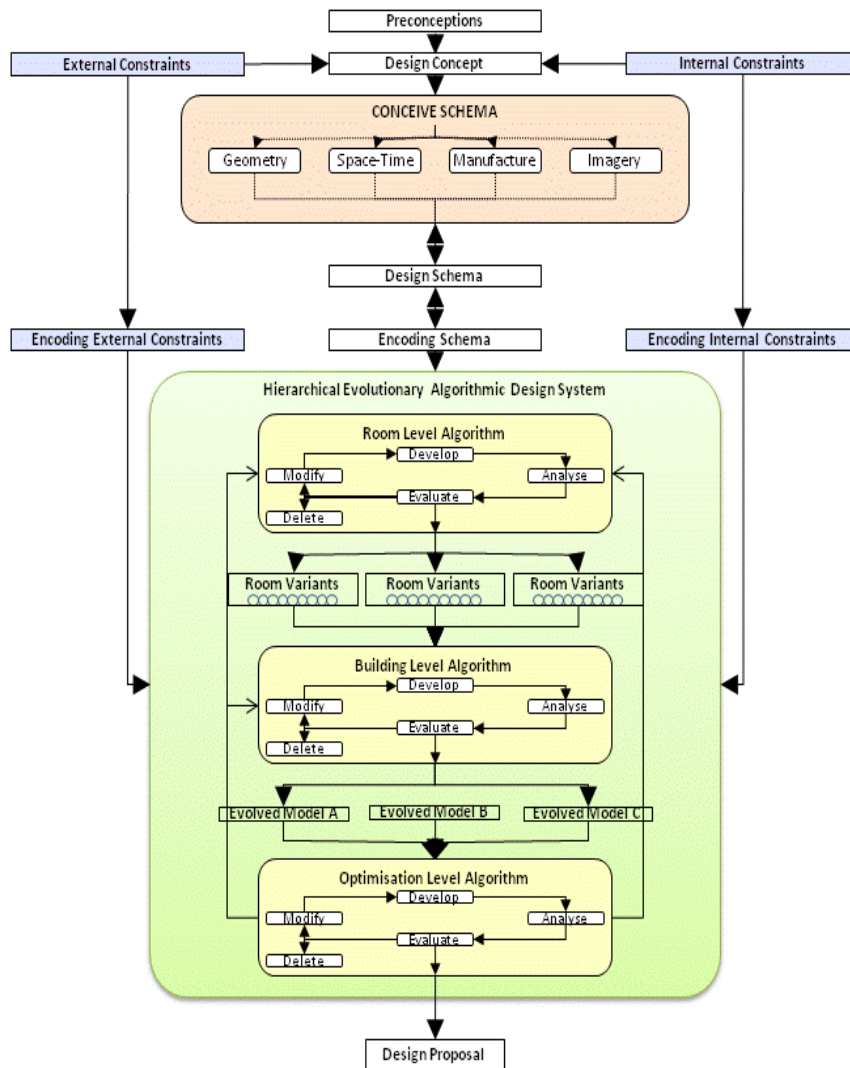 Preconceptions
External Constraints
Design Concept
Internal Constraints
CONCEIVE SCHEMA
Geometry
Space-Time
Manufacture
Imagery
Design Schema
Encoding External Constraints
Encoding Schema
Encoding Internal Constraints
Hierarchical Evolutionary Algorithmic Design System
Room Level Algorithm
Develop
Modify
Analyse
Evaluate
Delete
Room Variants
Room Variants
Room Variants
Building Level Algorithm
Develop
Modify
Analyse
Evaluate
Delete
Evolved Model A
Evolved Model B
Evolved Model C
Optimisation Level Algorithm
Develop
Modify
Analyse
Evaluate
Delete
Design Proposal